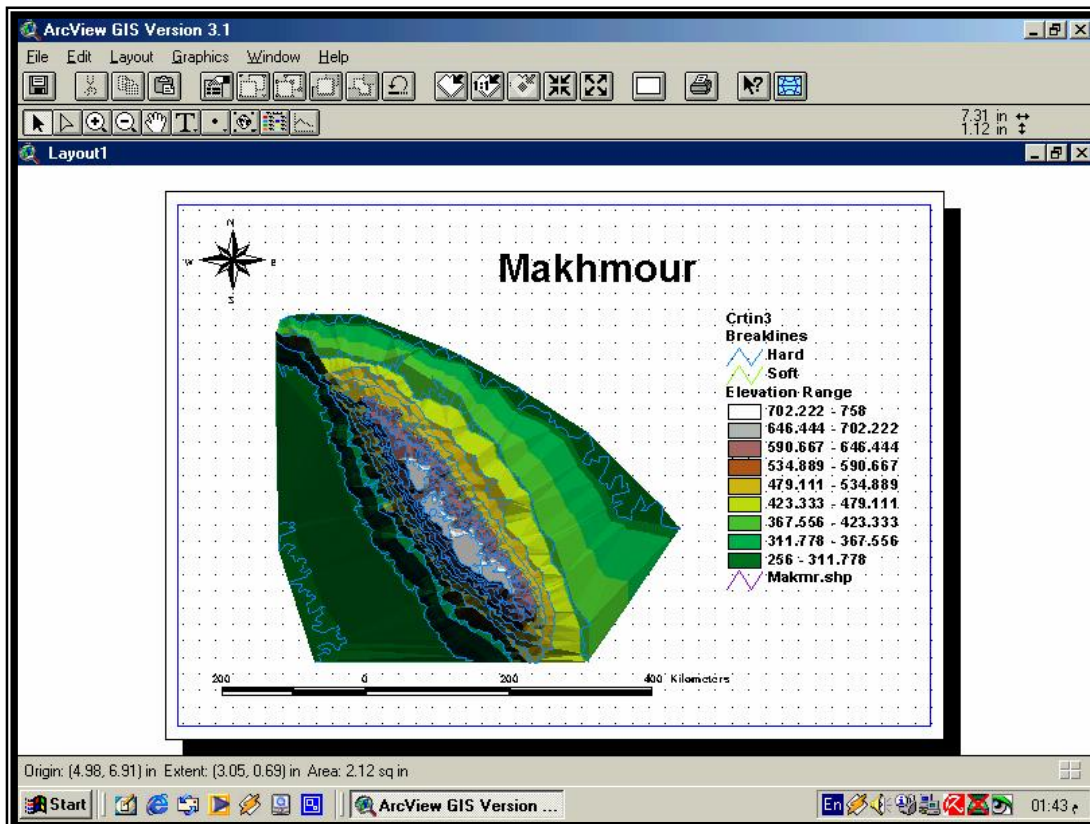 ArcView GIS Version 3.1
File Edit Layout Graphics Window Help
7.31 in
1.12 in
Layout1
N
W E
S
Makhmour
Crtin3
Breaklines
Hard
Soft
Elevation Range
702.222 - 758
646.444 - 702.222
590.667 - 646.444
534.889 - 590.667
479.111 - 534.889
423.333 - 479.111
367.556 - 423.333
311.778 - 367.556
256 - 311.778
Makmr.shp
200 0 200 400 Kilometers
Origin: (4.98, 6.91) in Extent: (3.05, 0.69) in Area: 2.12 sq in
Start ArcView GIS Version ... En 01:43 م